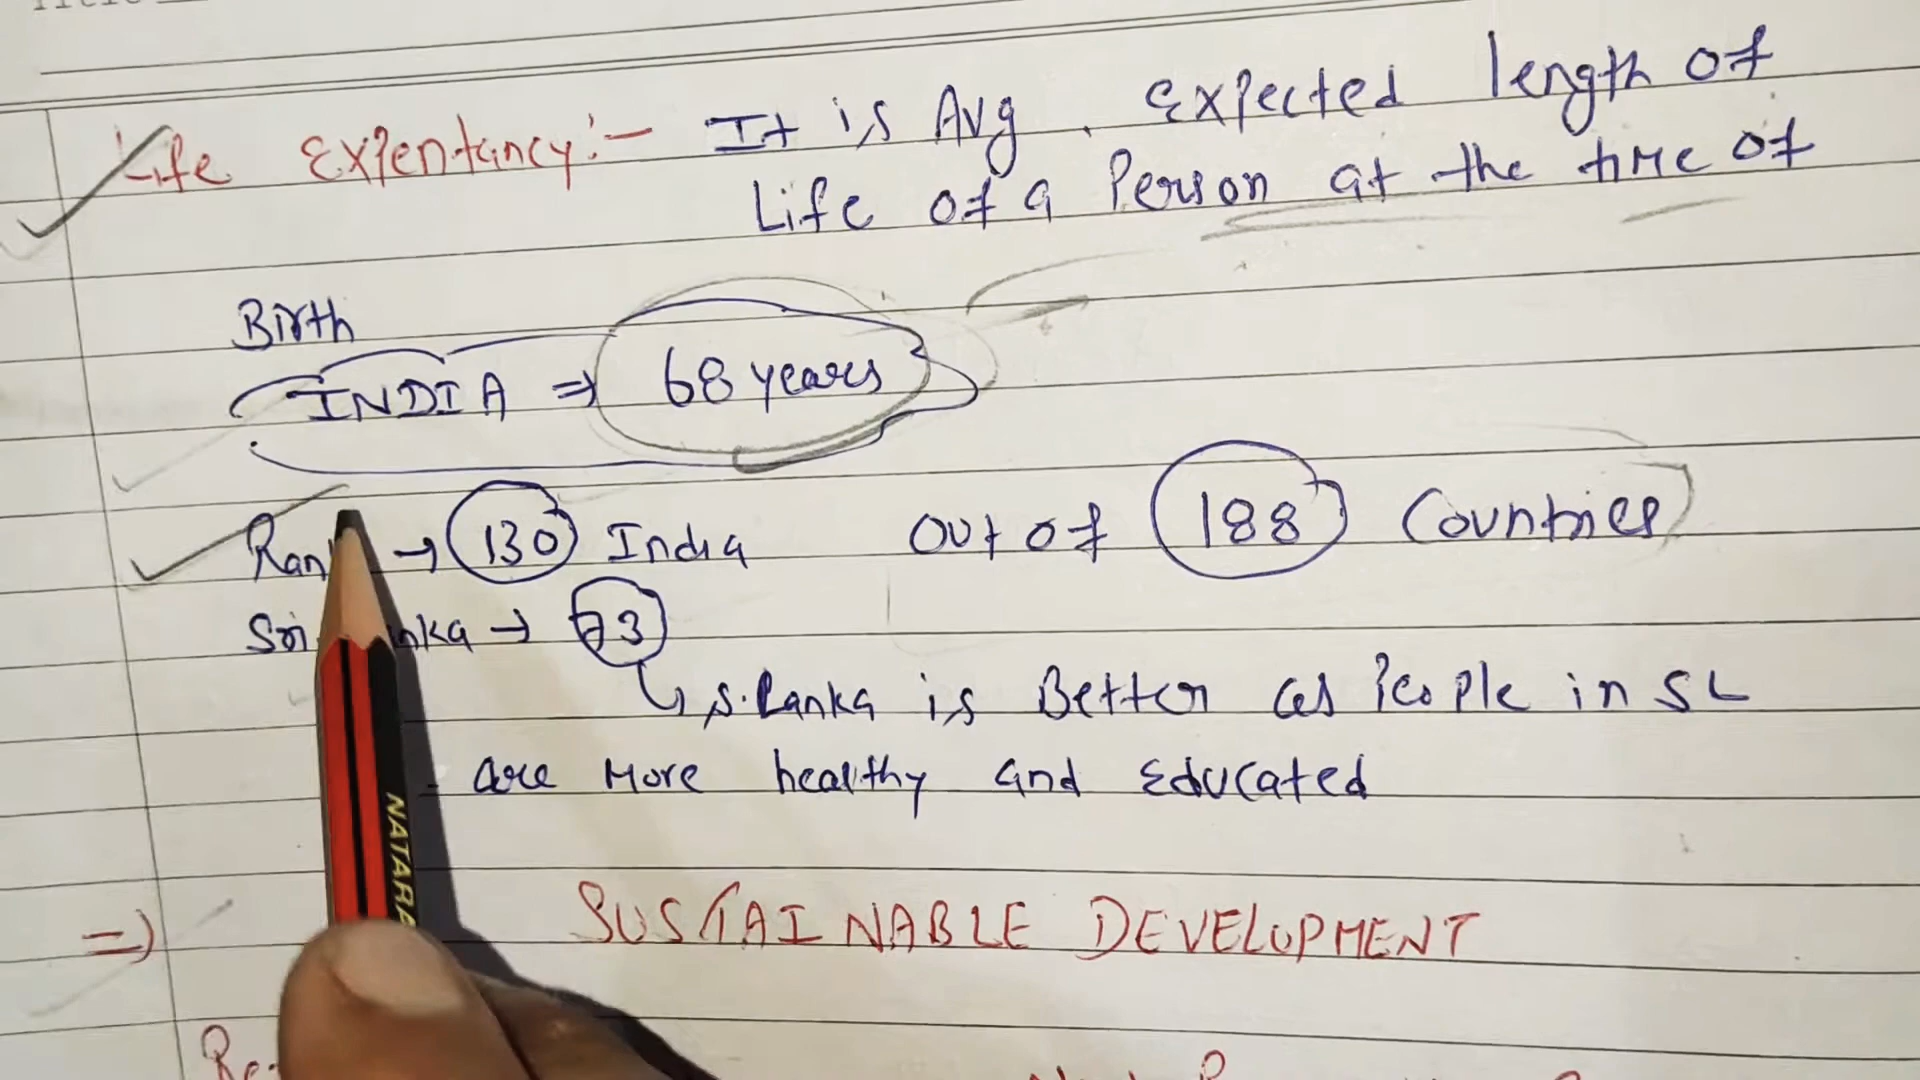 Life Expentancy:- It is Avg. Expected length of
Life of a Person at the time of
Birth
INDIA => 68 years
Rank → 130 India out of 188 Countries
Sri Lanka → 73
↳ S. Lanka is Better as People in SL
are More healthy and Educated
=) SUSTAINABLE DEVELOPMENT
NATARA